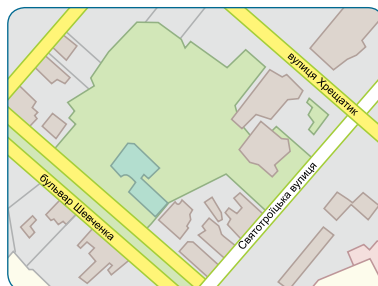 вулиця Хрещатик
Святотроїцька вулиця
бульвар Шевченка